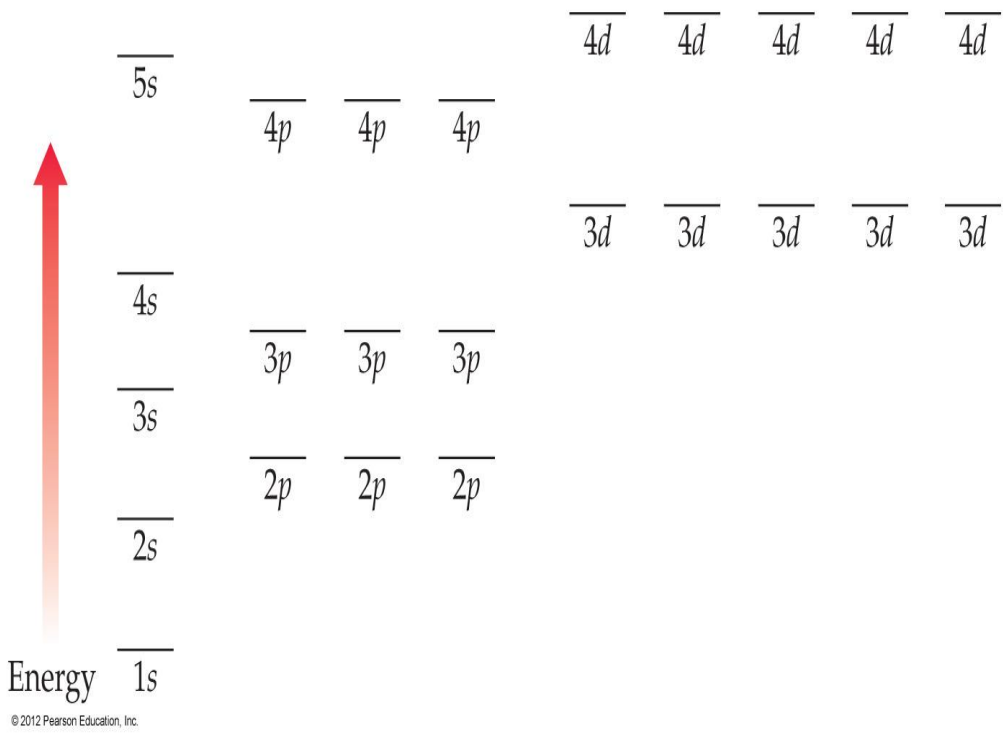 4d 4d 4d 4d 4d
5s
4p 4p 4p
3d 3d 3d 3d 3d
4s
3p 3p 3p
3s
2p 2p 2p
2s
Energy 1s
© 2012 Pearson Education, Inc.